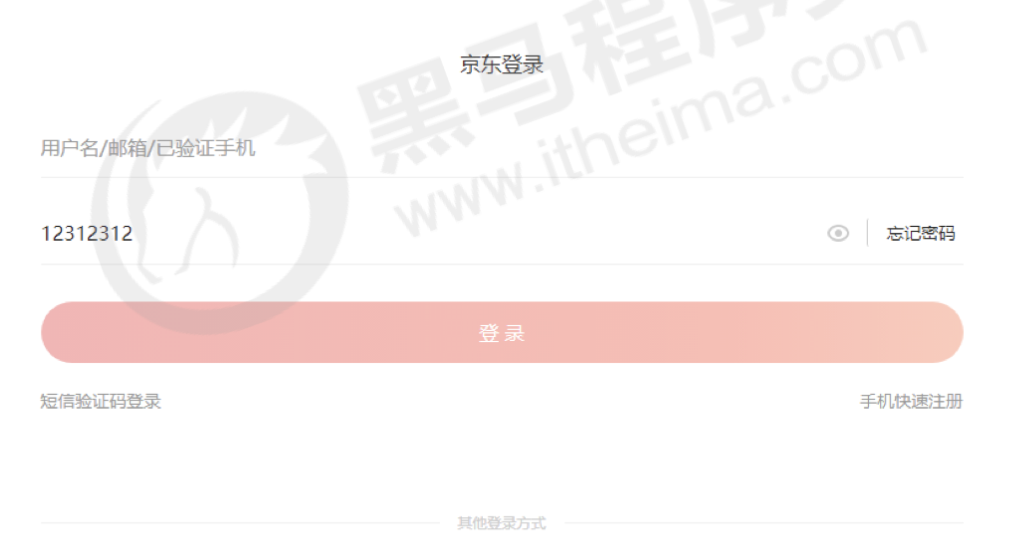 黑马程序员
www.itheima.com
京东登录
用户名/邮箱/已验证手机
12312312
忘记密码
登 录
短信验证码登录
手机快速注册
其他登录方式